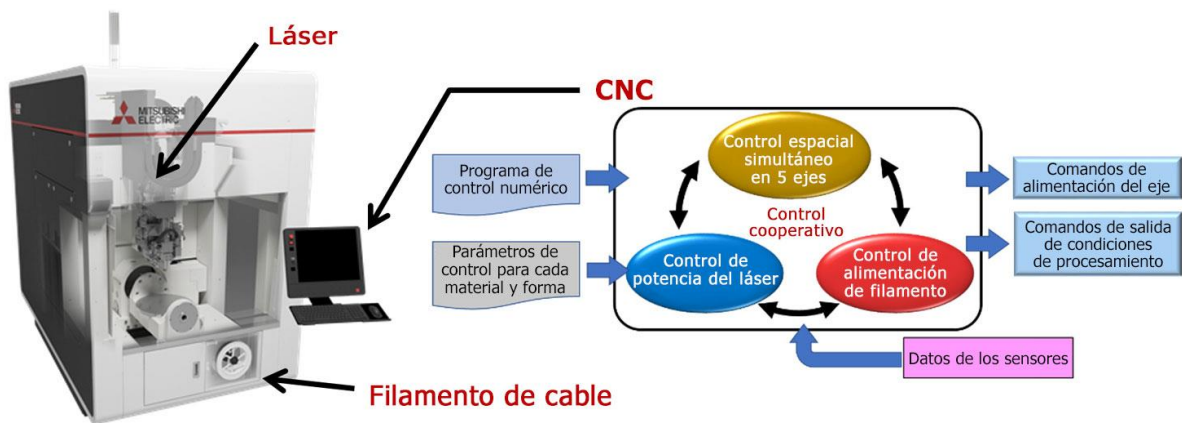 Láser
MITSUBISHI
ELECTRIC
CNC
Filamento de cable
Programa de
control numérico
Parámetros de
control para cada
material y forma
Control espacial
simultáneo
en 5 ejes
Control
cooperativo
Control de
potencia del láser
Control de
alimentación
de filamento
Datos de los sensores
Comandos de
alimentación del eje
Comandos de salida
de condiciones
de procesamiento